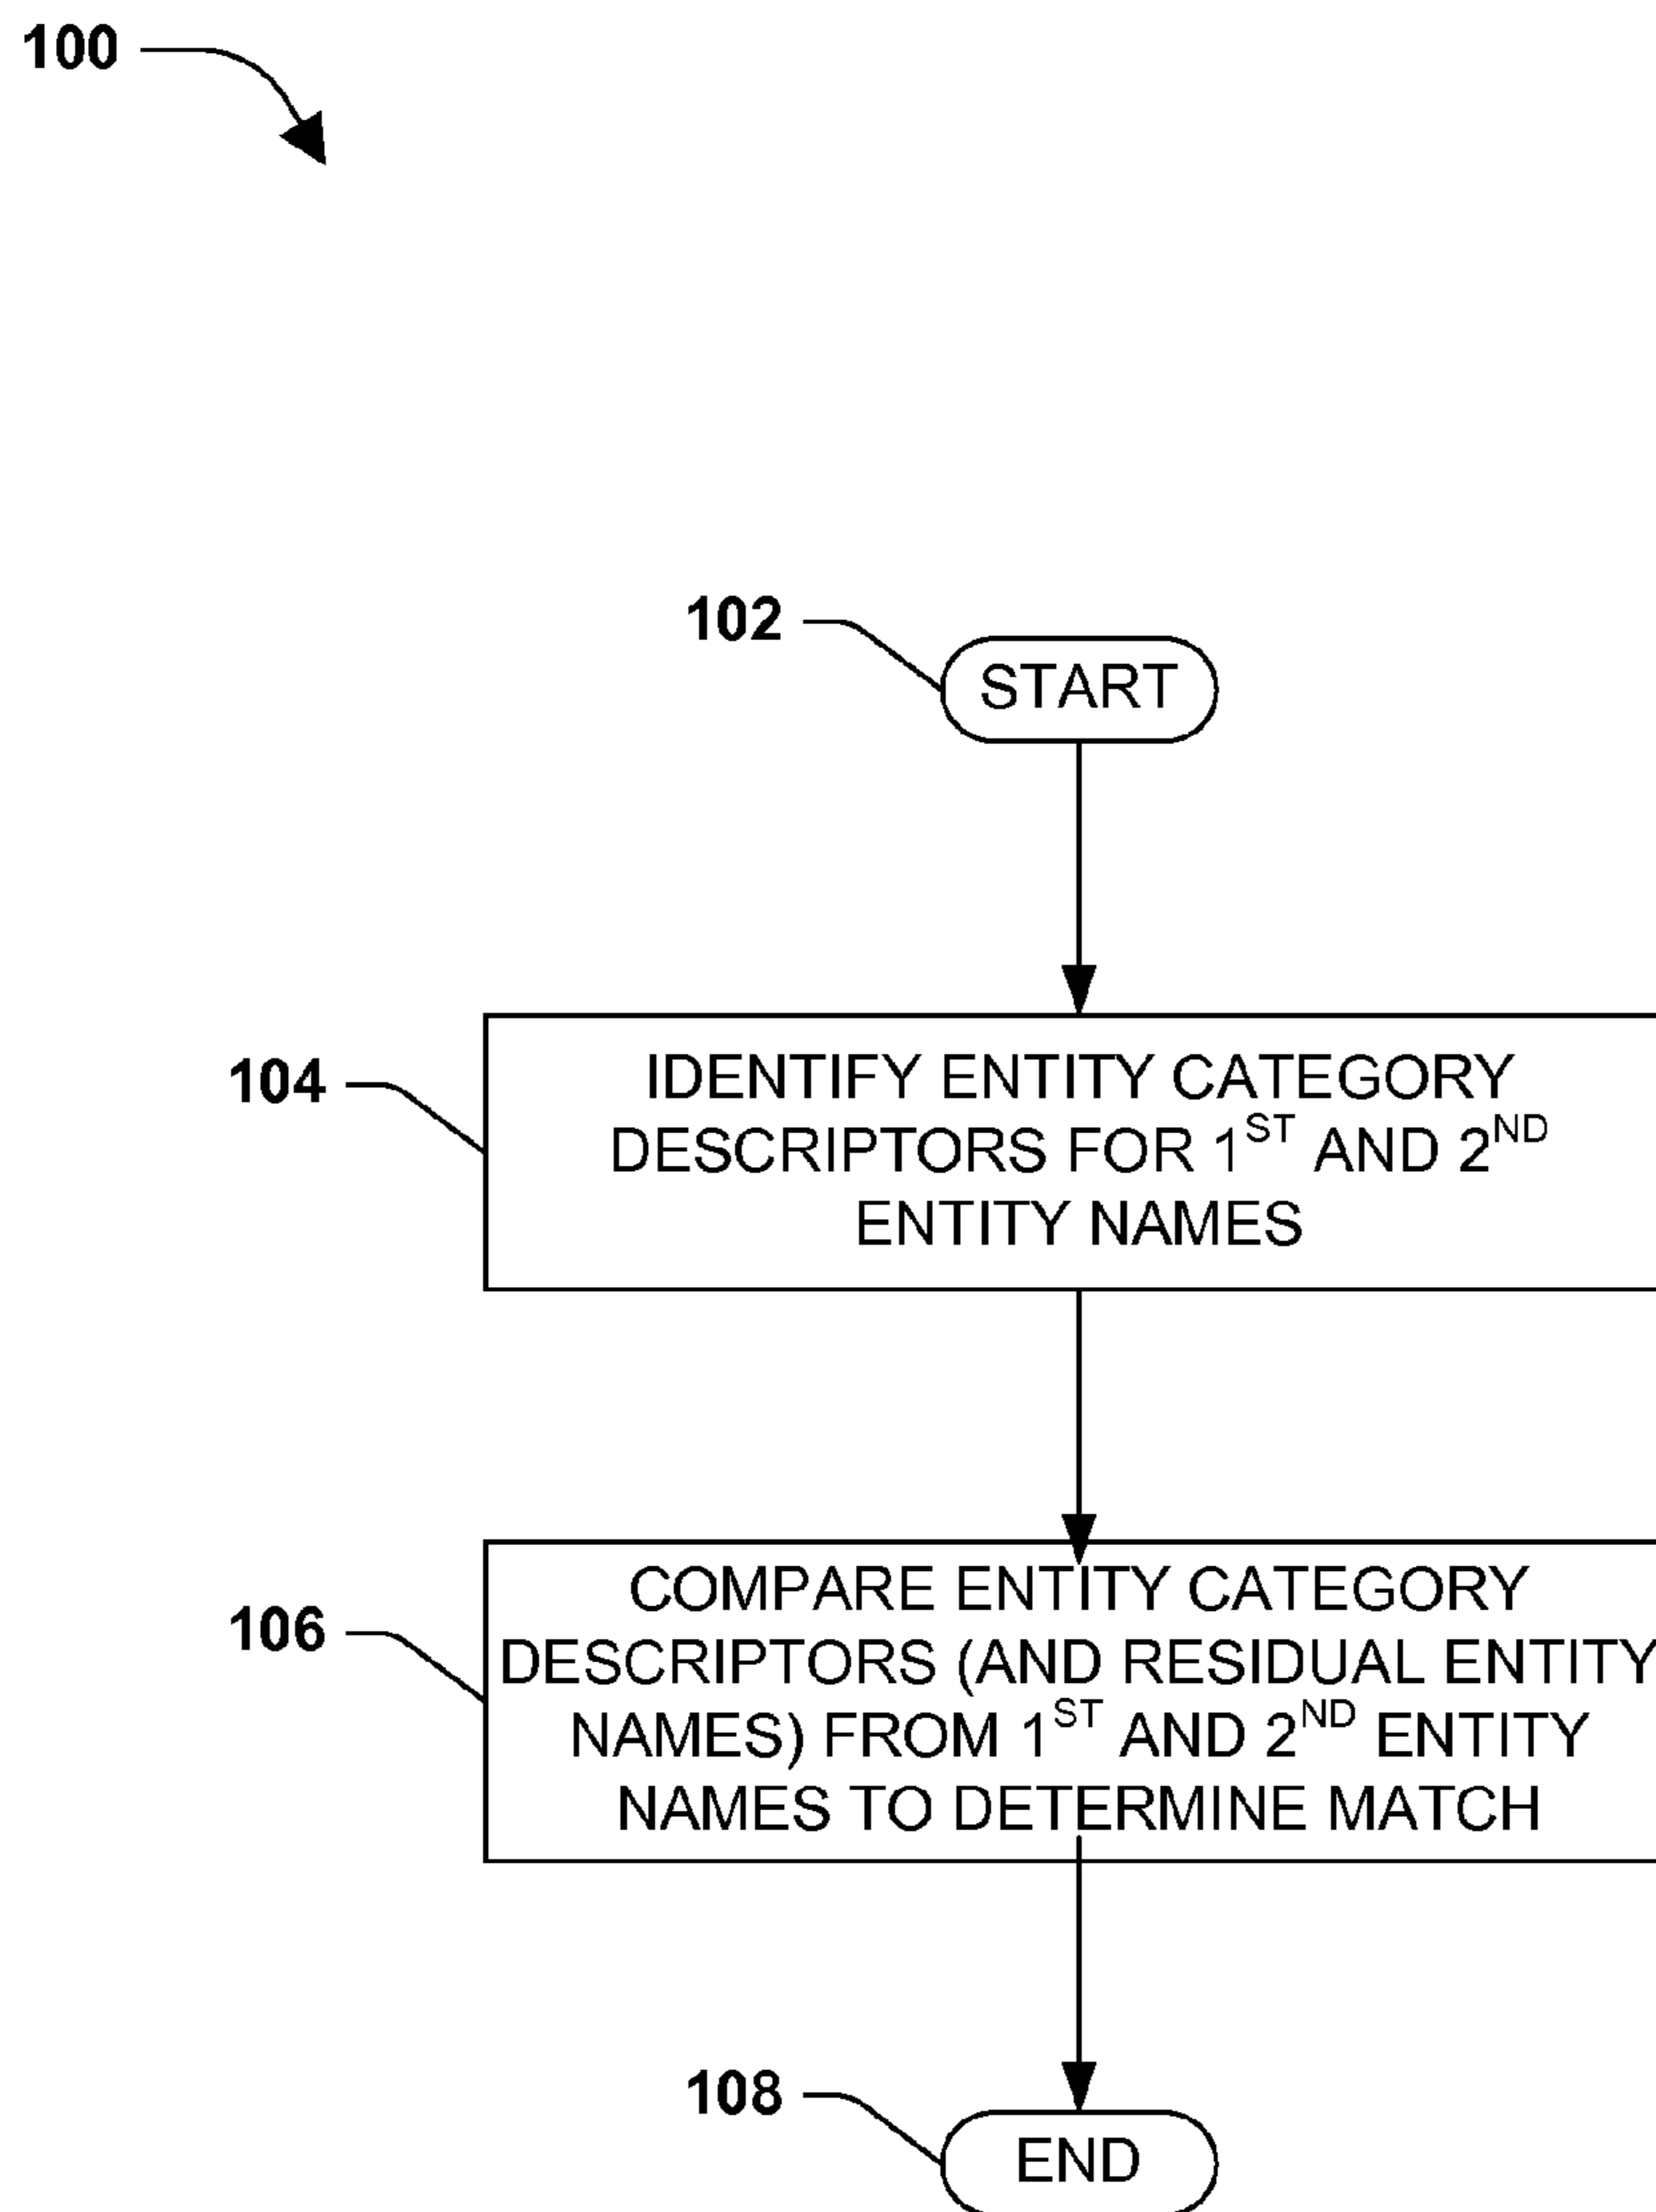 100
102
START
104
IDENTIFY ENTITY CATEGORY
DESCRIPTORS FOR 1ST AND 2ND
ENTITY NAMES
106
COMPARE ENTITY CATEGORY
DESCRIPTORS (AND RESIDUAL ENTITY
NAMES) FROM 1ST AND 2ND ENTITY
NAMES TO DETERMINE MATCH
108
END